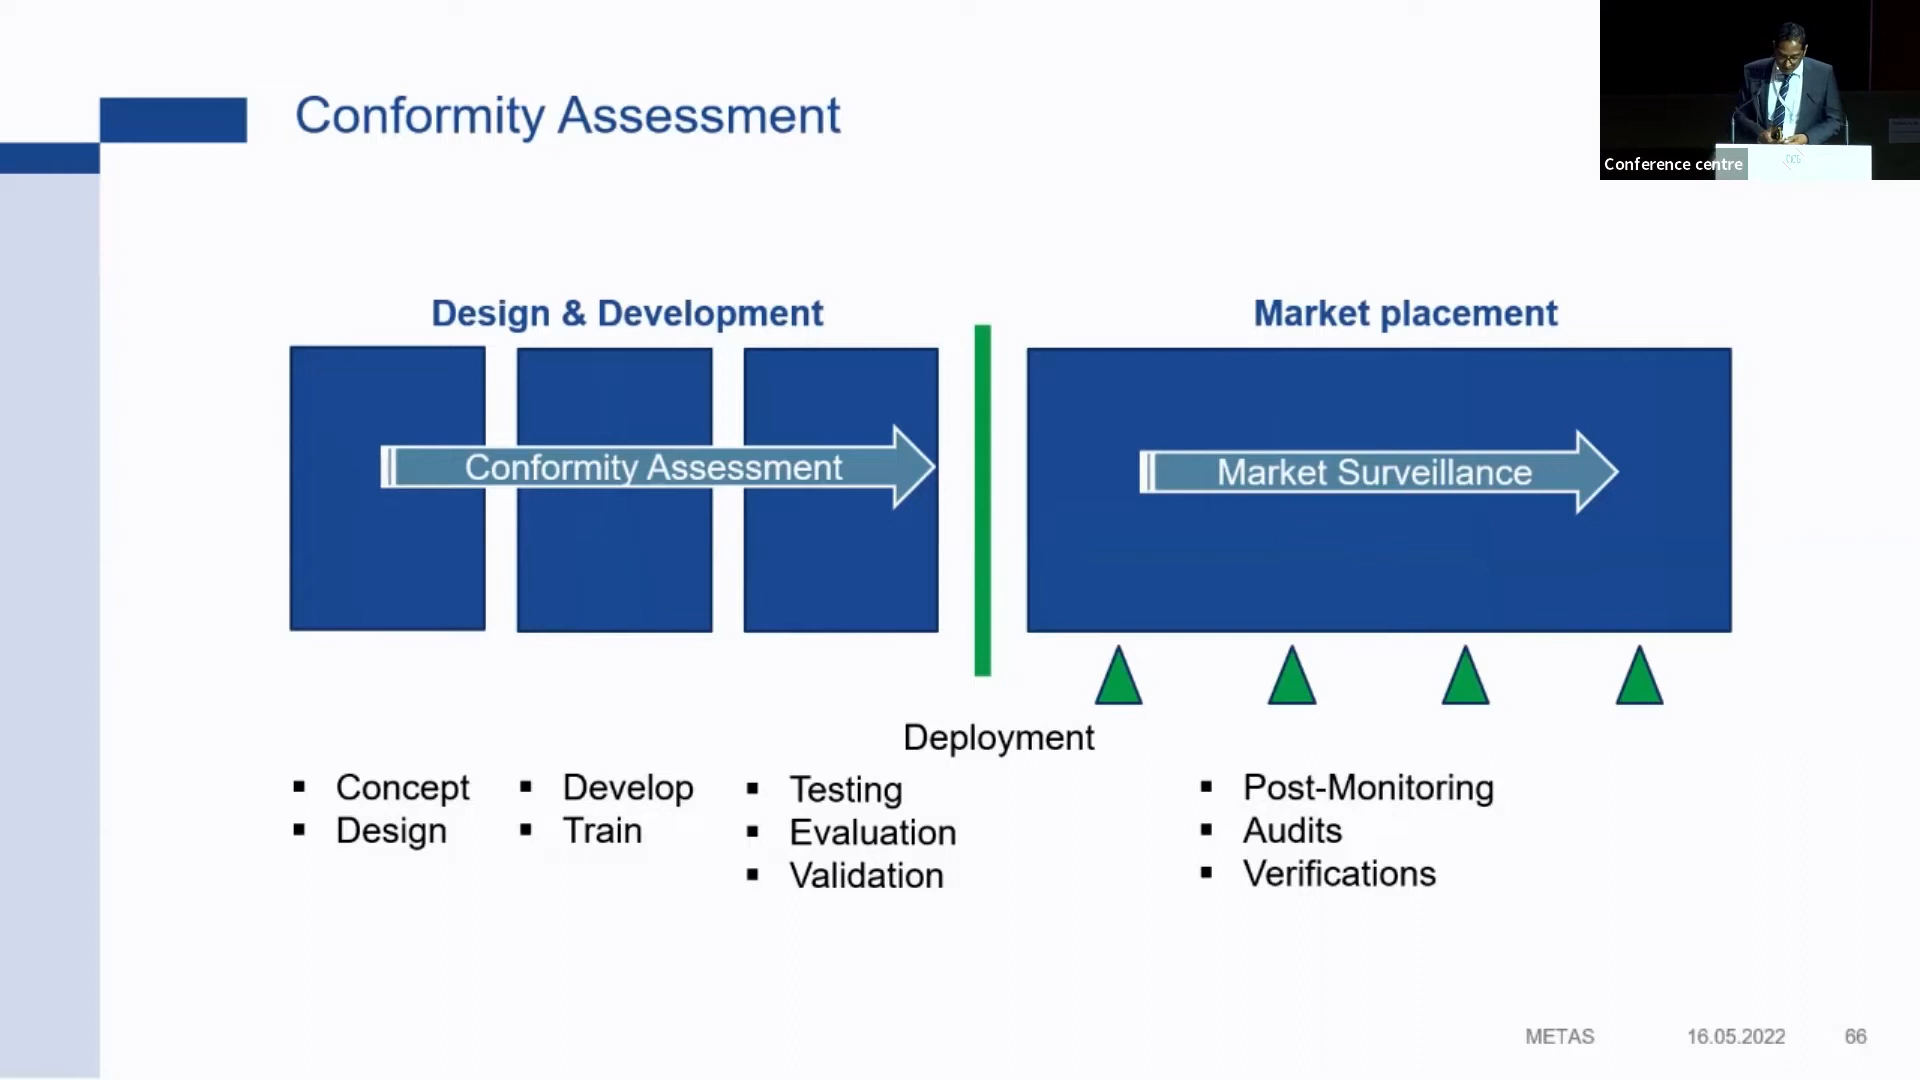 Conformity Assessment
Conference centre
Design & Development
Market placement
Conformity Assessment
Market Surveillance
Deployment
▪ Concept
▪ Design
▪ Develop
▪ Train
▪ Testing
▪ Evaluation
▪ Validation
▪ Post-Monitoring
▪ Audits
▪ Verifications
METAS 16.05.2022 66